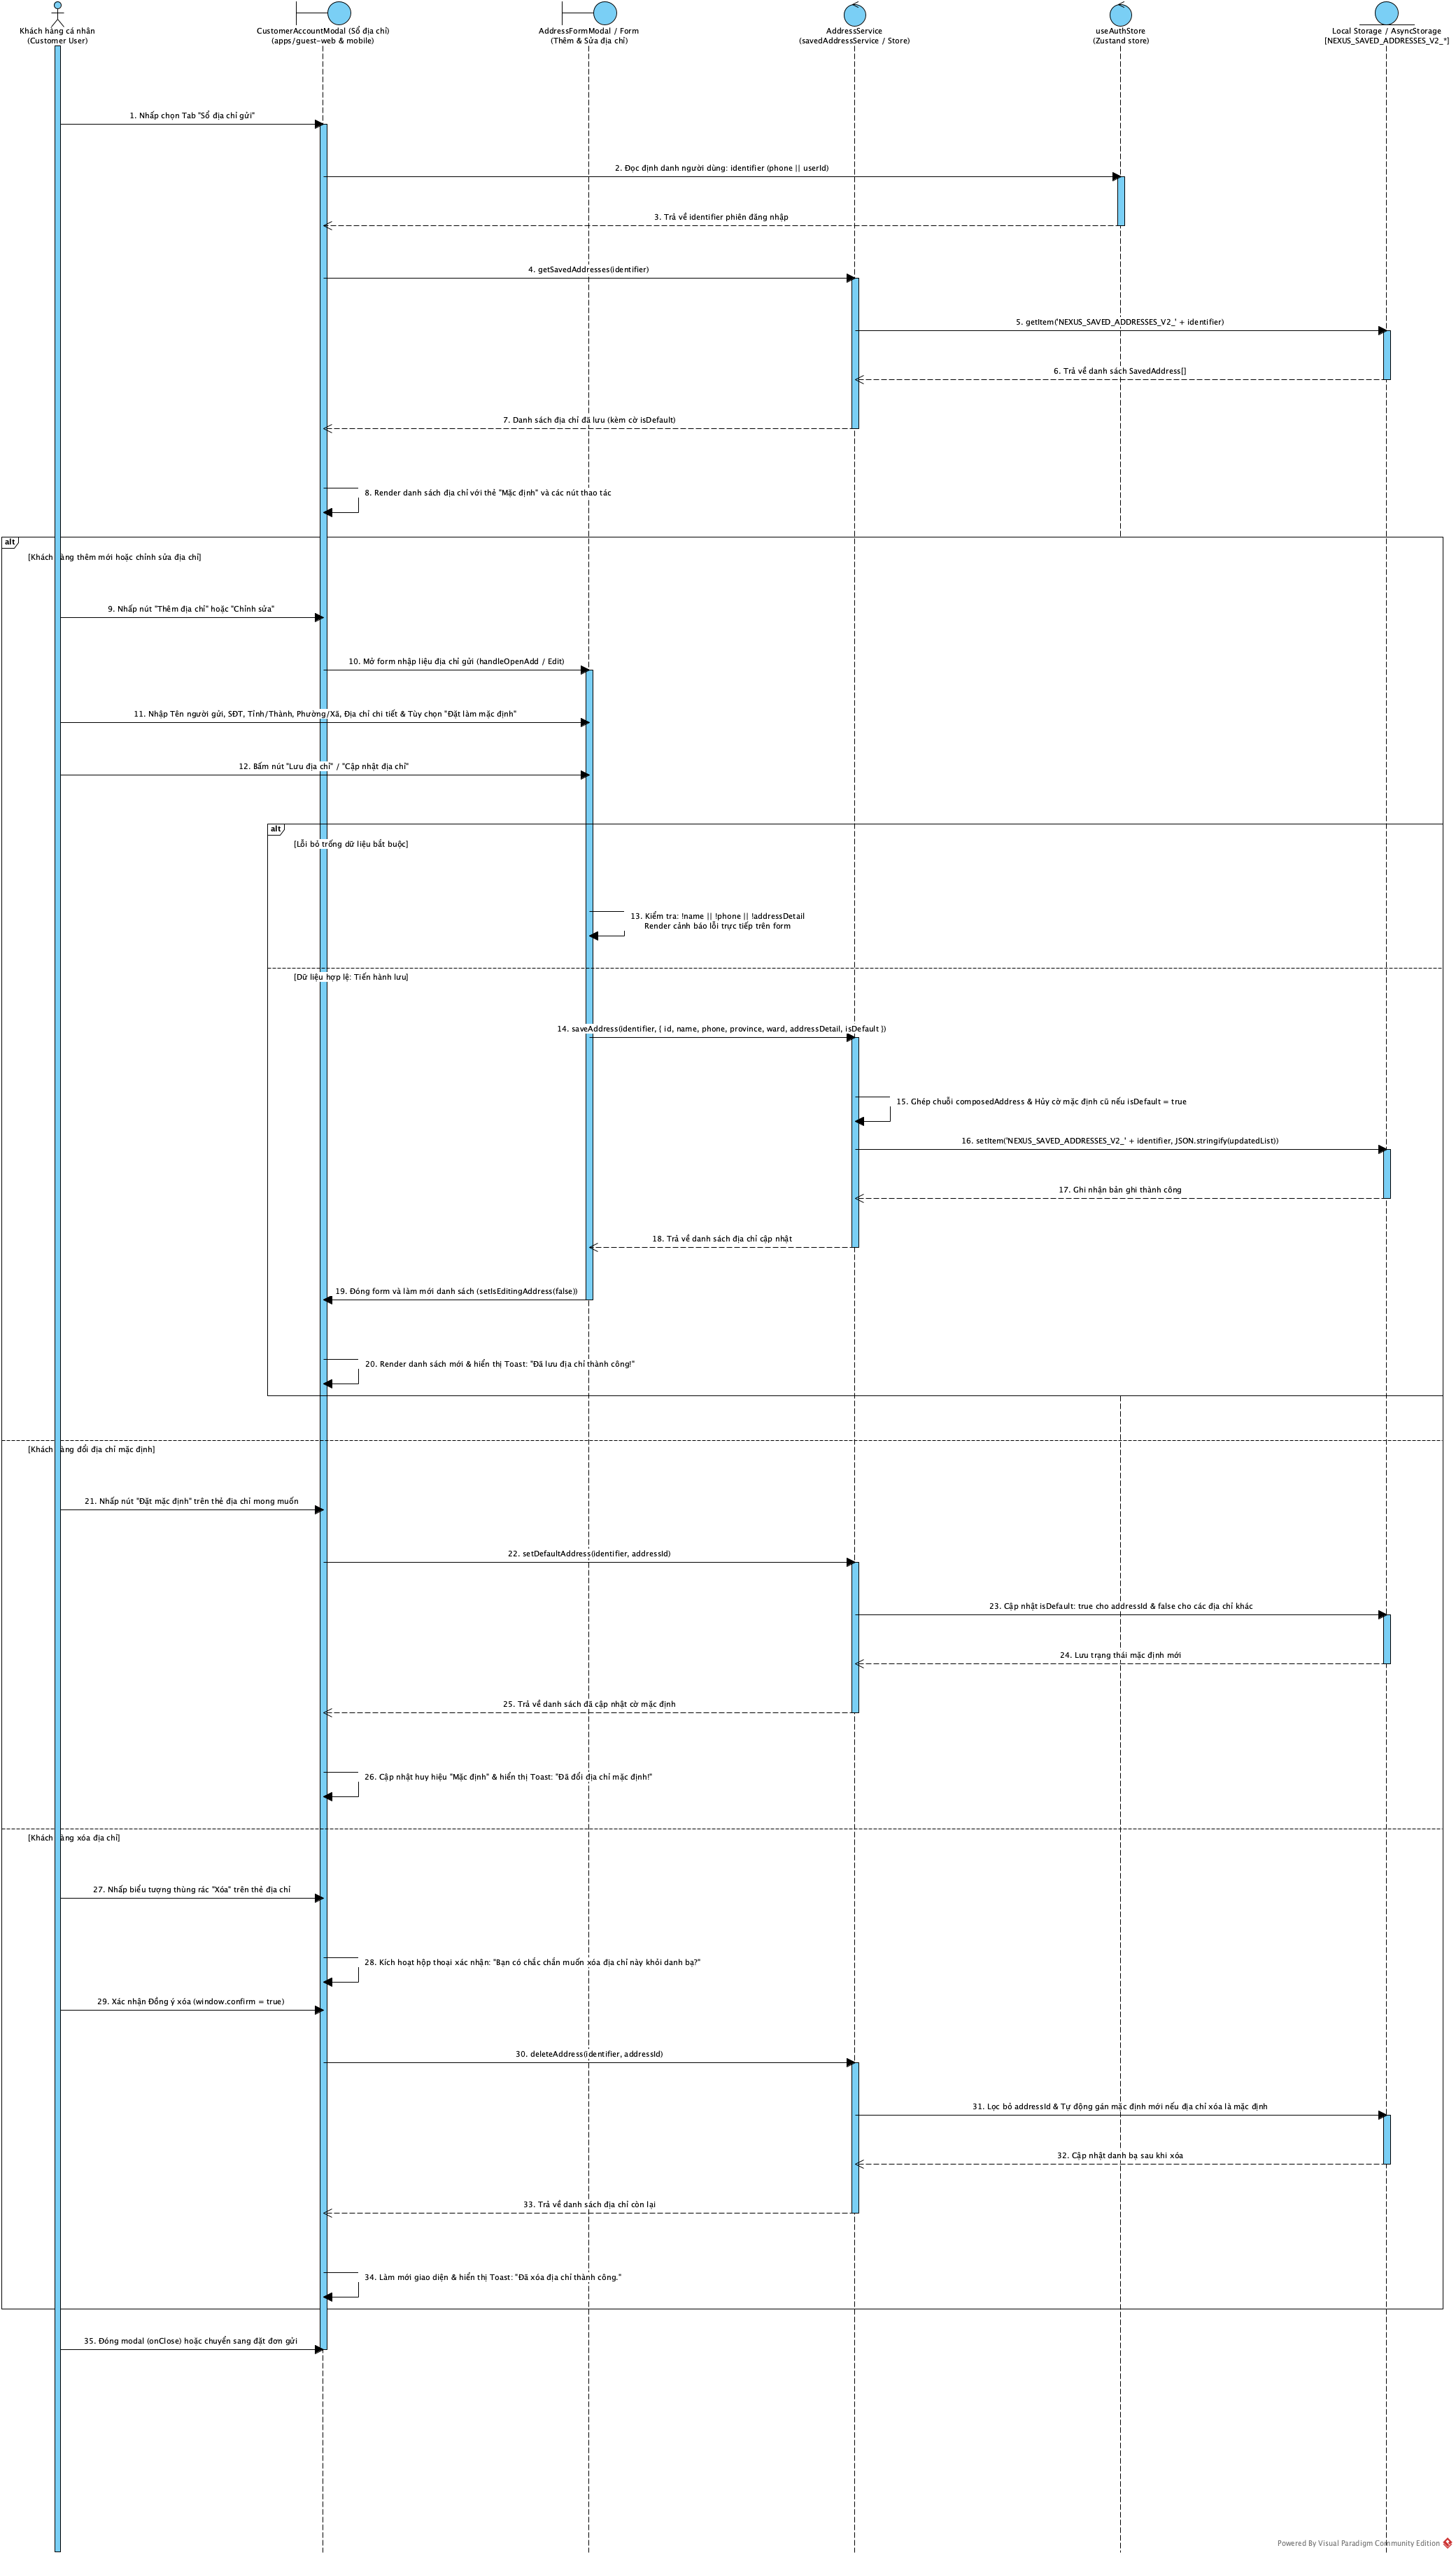 Khách hàng cá nhân
(Customer User)
CustomerAccountModal (Sổ địa chỉ)
(apps/guest-web & mobile)
AddressFormModal / Form
(Thêm & Sửa địa chỉ)
AddressService
(savedAddressService / Store)
useAuthStore
(Zustand store)
Local Storage / AsyncStorage
[NEXUS_SAVED_ADDRESSES_V2_*]
1. Nhấp chọn Tab "Sổ địa chỉ gửi"
2. Đọc định danh người dùng: identifier (phone || userId)
3. Trả về identifier phiên đăng nhập
4. getSavedAddresses(identifier)
5. getItem('NEXUS_SAVED_ADDRESSES_V2_' + identifier)
6. Trả về danh sách SavedAddress[]
7. Danh sách địa chỉ đã lưu (kèm cờ isDefault)
8. Render danh sách địa chỉ với thẻ "Mặc định" và các nút thao tác
alt
[Khách hàng thêm mới hoặc chỉnh sửa địa chỉ]
9. Nhấp nút "Thêm địa chỉ" hoặc "Chỉnh sửa"
10. Mở form nhập liệu địa chỉ gửi (handleOpenAdd / Edit)
11. Nhập Tên người gửi, SĐT, Tỉnh/Thành, Phường/Xã, Địa chỉ chi tiết & Tùy chọn "Đặt làm mặc định"
12. Bấm nút "Lưu địa chỉ" / "Cập nhật địa chỉ"
alt
[Lỗi bỏ trống dữ liệu bắt buộc]
13. Kiểm tra: !name || !phone || !addressDetail
Render cảnh báo lỗi trực tiếp trên form
[Dữ liệu hợp lệ: Tiến hành lưu]
14. saveAddress(identifier, { id, name, phone, province, ward, addressDetail, isDefault })
15. Ghép chuỗi composedAddress & Hủy cờ mặc định cũ nếu isDefault = true
16. setItem('NEXUS_SAVED_ADDRESSES_V2_' + identifier, JSON.stringify(updatedList))
17. Ghi nhận bản ghi thành công
18. Trả về danh sách địa chỉ cập nhật
19. Đóng form và làm mới danh sách (setIsEditingAddress(false))
20. Render danh sách mới & hiển thị Toast: "Đã lưu địa chỉ thành công!"
[Khách hàng đổi địa chỉ mặc định]
21. Nhấp nút "Đặt mặc định" trên thẻ địa chỉ mong muốn
22. setDefaultAddress(identifier, addressId)
23. Cập nhật isDefault: true cho addressId & false cho các địa chỉ khác
24. Lưu trạng thái mặc định mới
25. Trả về danh sách đã cập nhật cờ mặc định
26. Cập nhật huy hiệu "Mặc định" & hiển thị Toast: "Đã đổi địa chỉ mặc định!"
[Khách hàng xóa địa chỉ]
27. Nhấp biểu tượng thùng rác "Xóa" trên thẻ địa chỉ
28. Kích hoạt hộp thoại xác nhận: "Bạn có chắc chắn muốn xóa địa chỉ này khỏi danh bạ?"
29. Xác nhận Đồng ý xóa (window.confirm = true)
30. deleteAddress(identifier, addressId)
31. Lọc bỏ addressId & Tự động gán mặc định mới nếu địa chỉ xóa là mặc định
32. Cập nhật danh bạ sau khi xóa
33. Trả về danh sách địa chỉ còn lại
34. Làm mới giao diện & hiển thị Toast: "Đã xóa địa chỉ thành công."
35. Đóng modal (onClose) hoặc chuyển sang đặt đơn gửi
Powered By Visual Paradigm Community Edition